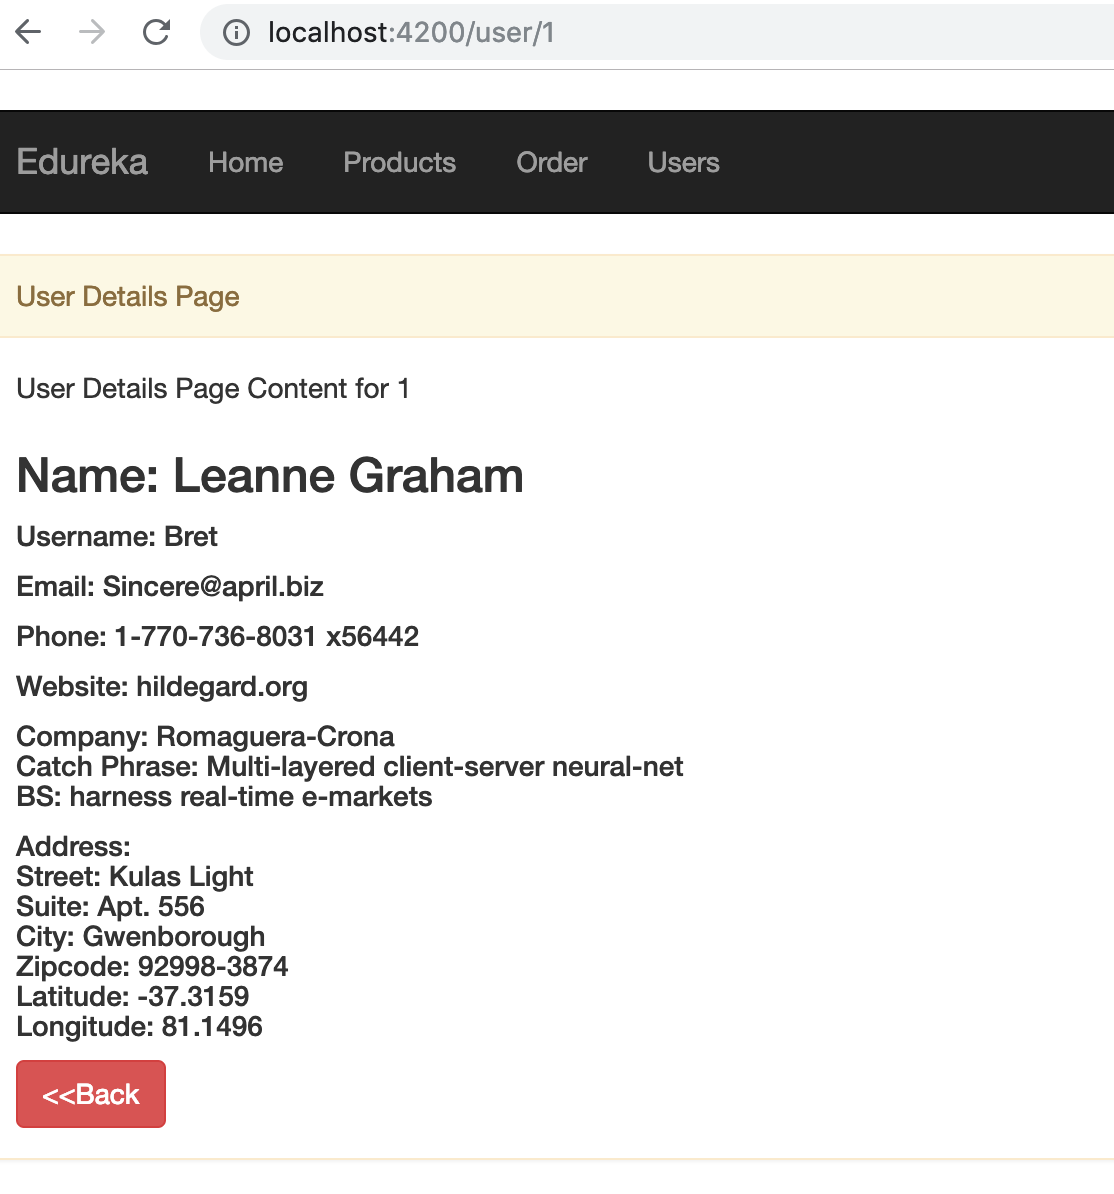 localhost:4200/user/1
Edureka Home Products Order Users
User Details Page
User Details Page Content for 1
Name: Leanne Graham
Username: Bret
Email: Sincere@april.biz
Phone: 1-770-736-8031 x56442
Website: hildegard.org
Company: Romaguera-Crona
Catch Phrase: Multi-layered client-server neural-net
BS: harness real-time e-markets
Address:
Street: Kulas Light
Suite: Apt. 556
City: Gwenborough
Zipcode: 92998-3874
Latitude: -37.3159
Longitude: 81.1496
<<Back